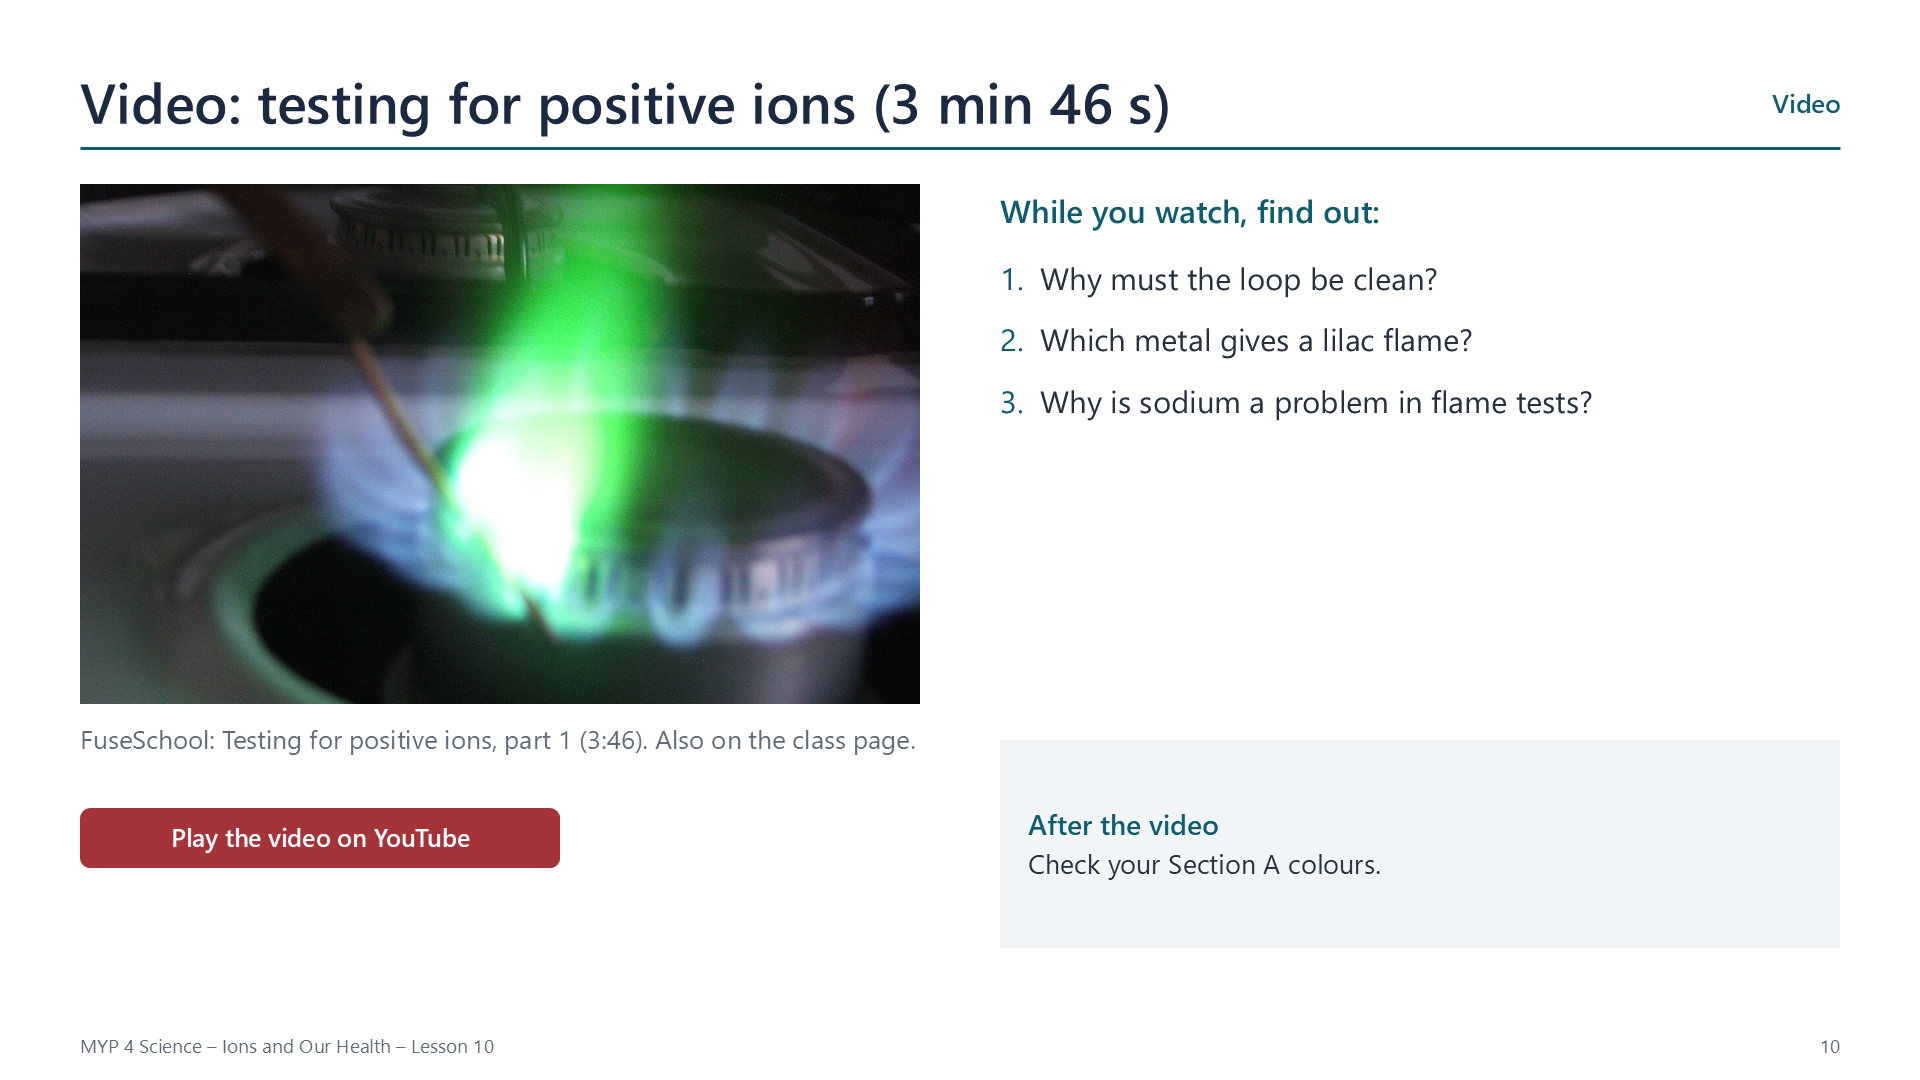 Video: testing for positive ions (3 min 46 s)
Video
While you watch, find out:
1. Why must the loop be clean?
2. Which metal gives a lilac flame?
3. Why is sodium a problem in flame tests?
FuseSchool: Testing for positive ions, part 1 (3:46). Also on the class page.
Play the video on YouTube
After the video
Check your Section A colours.
MYP 4 Science – Ions and Our Health – Lesson 10
10